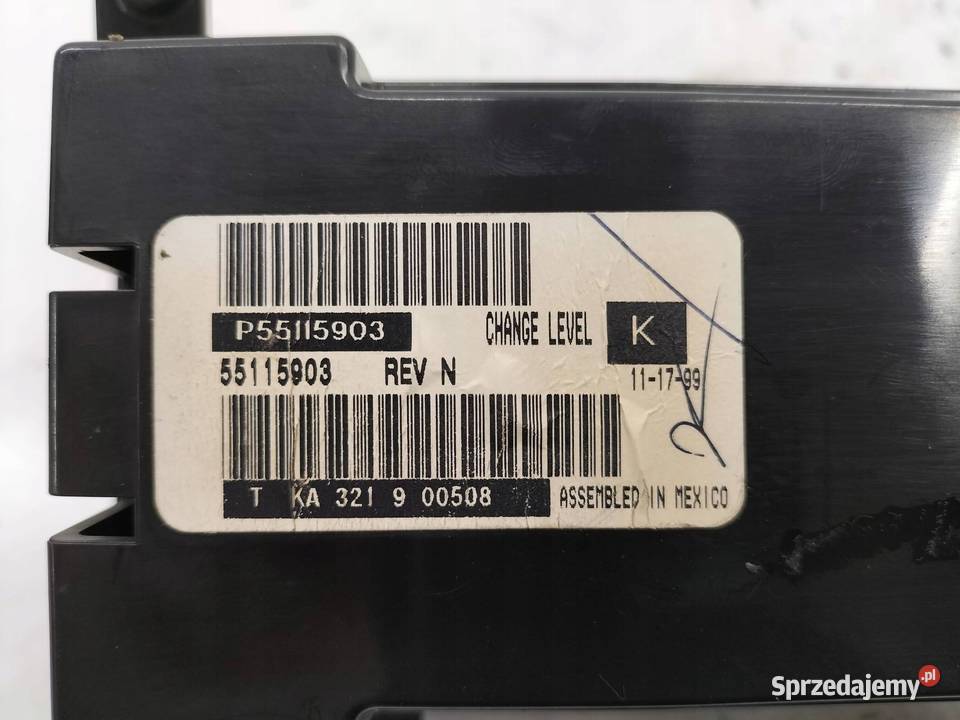 P55115903
CHANGE LEVEL K
55115903 REV N
11-17-99
T KA 321 9 00508
ASSEMBLED IN MEXICO
Sprzedajemy.pl